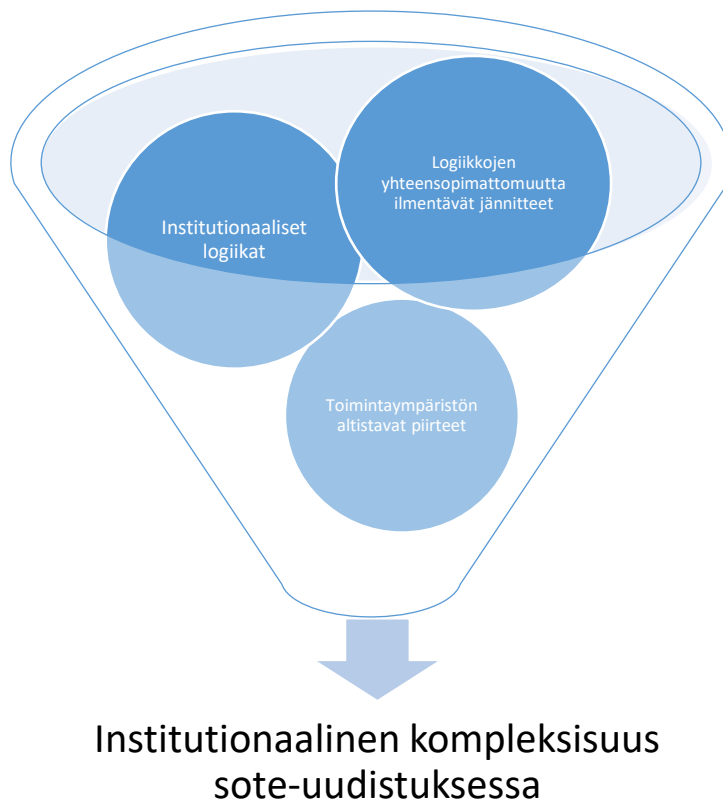 Logiikkojen
yhteensopimattomuutta
ilmentävät jännitteet
Institutionaaliset
logiikat
Toimintaympäristön
altistavat piirteet
Institutionaalinen kompleksisuus
sote-uudistuksessa